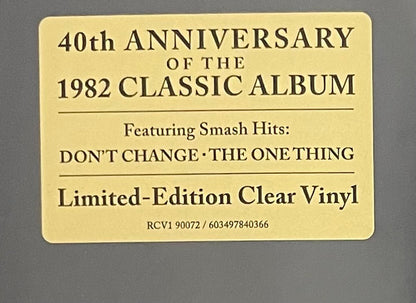 40th ANNIVERSARY
OF THE
1982 CLASSIC ALBUM
Featuring Smash Hits:
DON'T CHANGE · THE ONE THING
Limited-Edition Clear Vinyl
RCV1 90072 / 603497840366